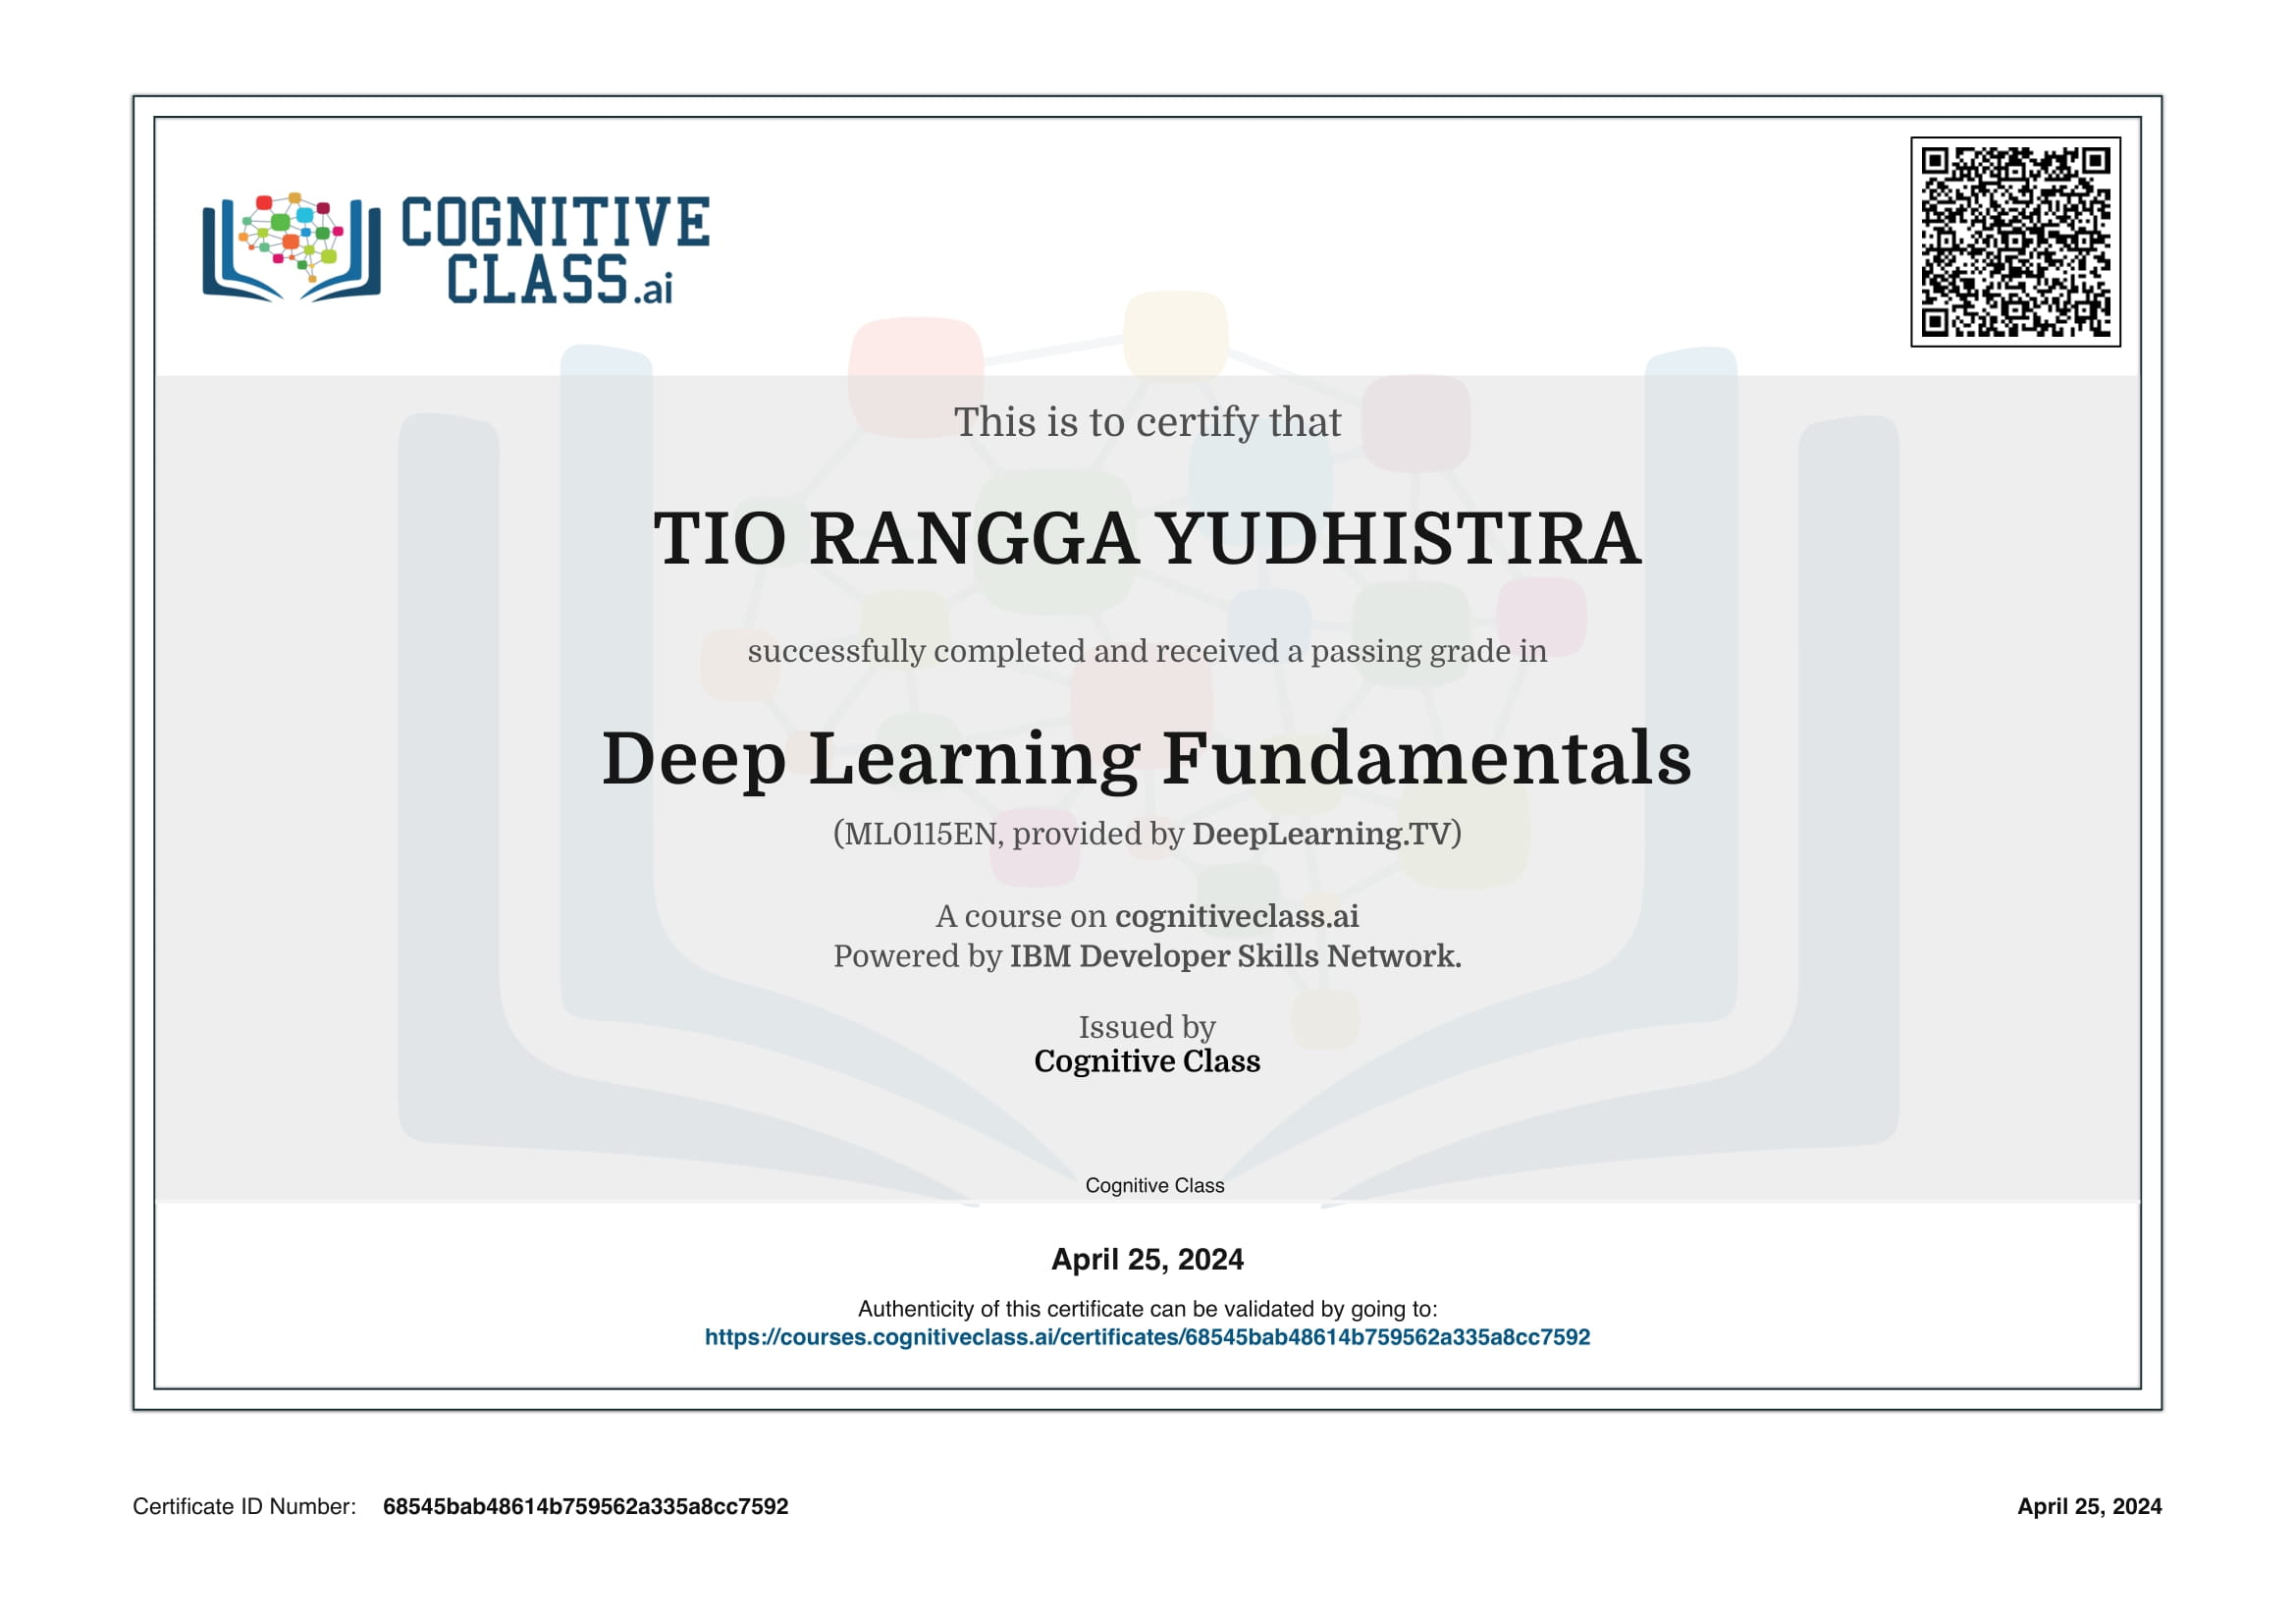 COGNITIVE
CLASS.ai
This is to certify that
TIO RANGGA YUDHISTIRA
successfully completed and received a passing grade in
Deep Learning Fundamentals
(ML0115EN, provided by DeepLearning.TV)
A course on cognitiveclass.ai
Powered by IBM Developer Skills Network.
Issued by
Cognitive Class
Cognitive Class
April 25, 2024
Authenticity of this certificate can be validated by going to:
https://courses.cognitiveclass.ai/certificates/68545bab48614b759562a335a8cc7592
Certificate ID Number: 68545bab48614b759562a335a8cc7592
April 25, 2024